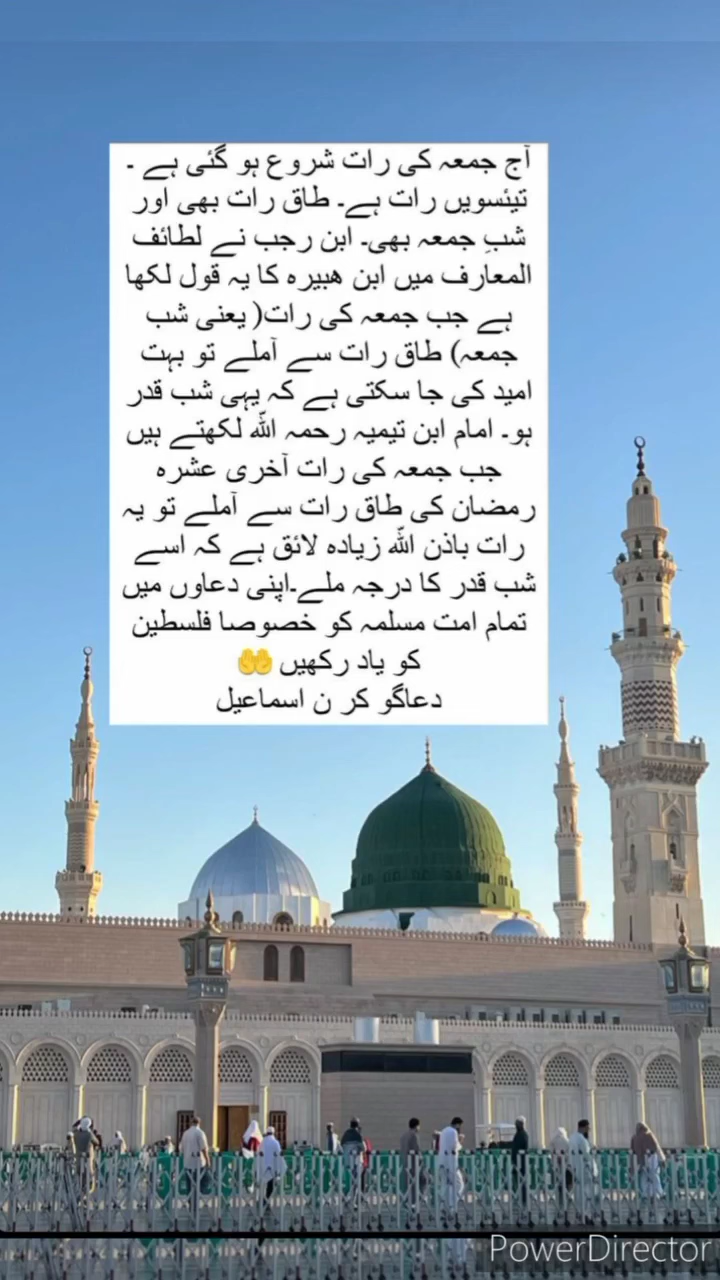 آج جمعہ کی رات شروع ہو گئی ہے ۔
تیئسویں رات ہے۔ طاق رات بھی اور
شبِ جمعہ بھی۔ ابن رجب نے لطائف
المعارف میں ابن ھبیرہ کا یہ قول لکھا
ہے جب جمعہ کی رات( یعنی شب
جمعہ) طاق رات سے آملے تو بہت
امید کی جا سکتی ہے کہ یہی شب قدر
ہو۔ امام ابن تیمیہ رحمہ اللّٰہ لکھتے ہیں
جب جمعہ کی رات آخری عشرہ
رمضان کی طاق رات سے آملے تو یہ
رات باذن اللّٰہ زیادہ لائق ہے کہ اسے
شب قدر کا درجہ ملے۔اپنی دعاوں میں
تمام امت مسلمہ کو خصوصا فلسطین
کو یاد رکھیں 🤲
دعاگو کر ن اسماعیل
PowerDirector